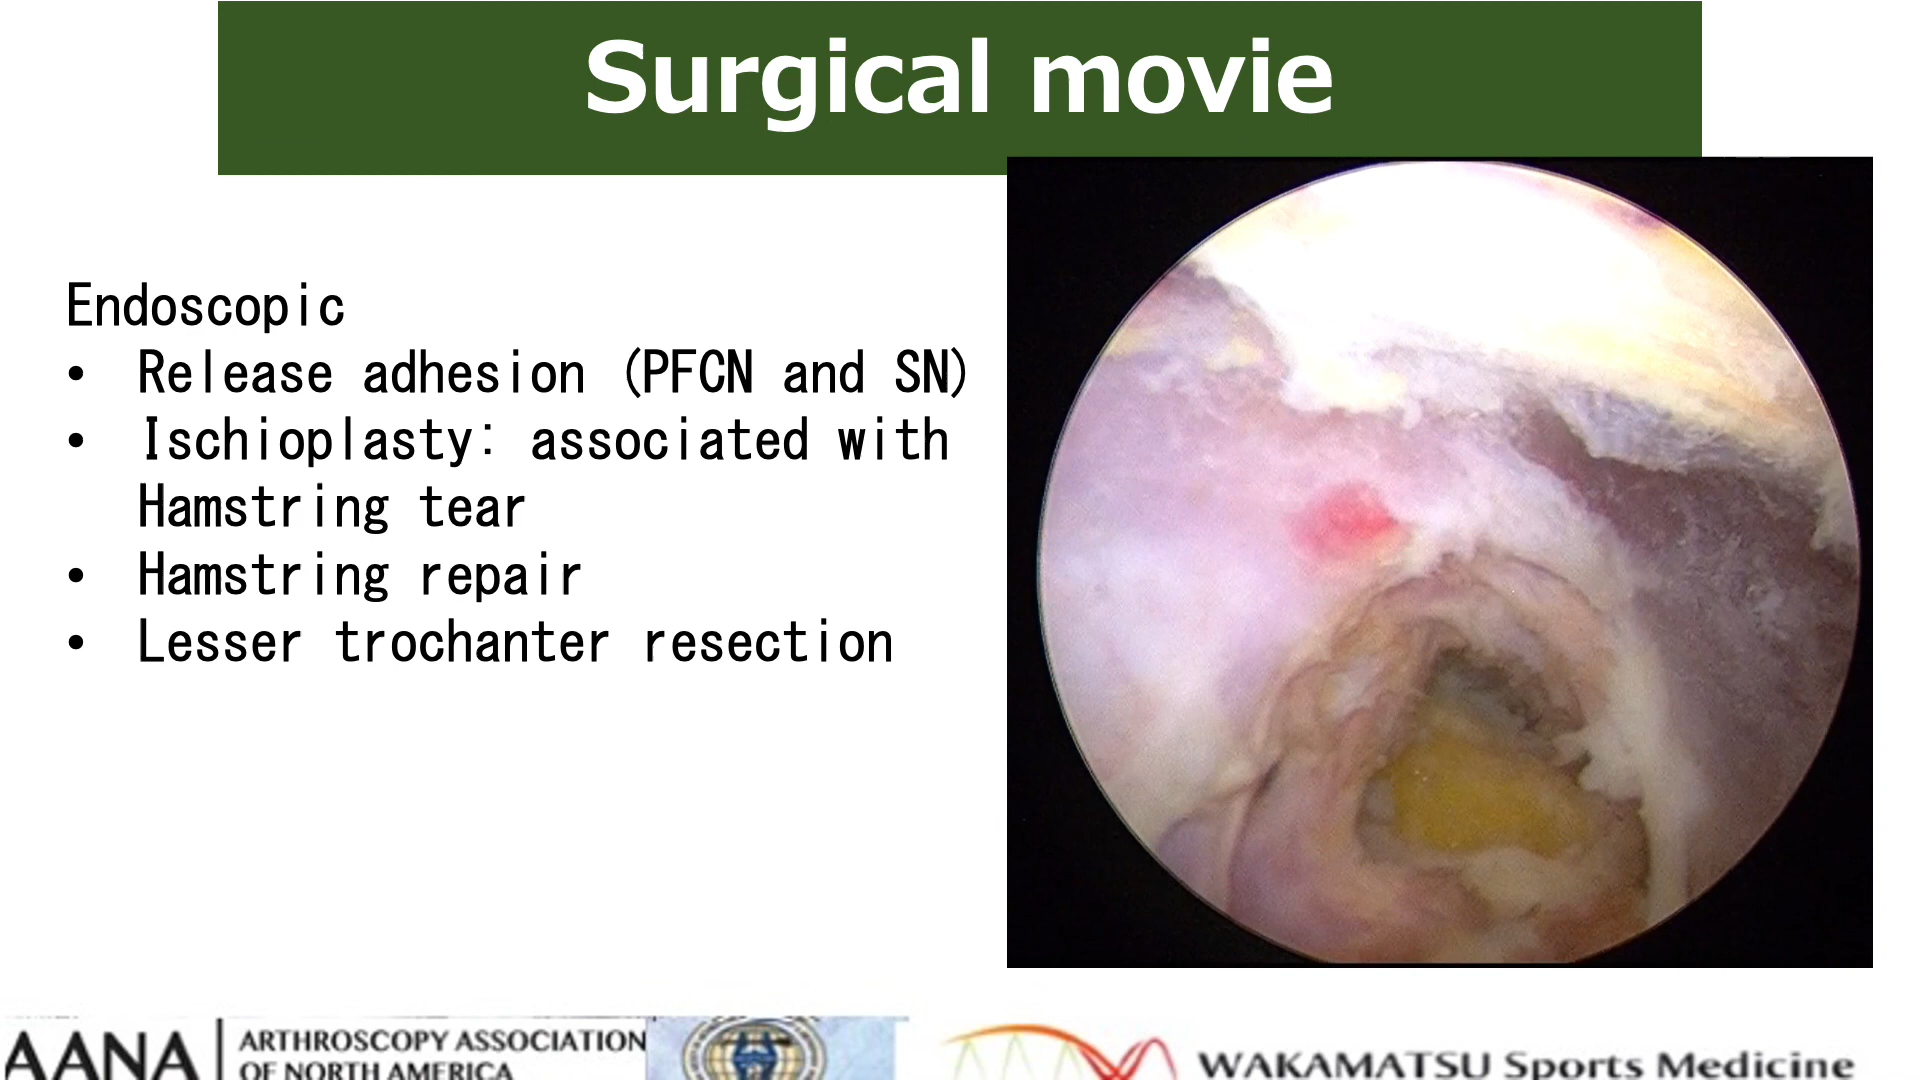 Surgical movie
Endoscopic
• Release adhesion (PFCN and SN)
• Ischioplasty: associated with
Hamstring tear
• Hamstring repair
• Lesser trochanter resection
AANA
ARTHROSCOPY ASSOCIATION
OF NORTH AMERICA
WAKAMATSU Sports Medicine